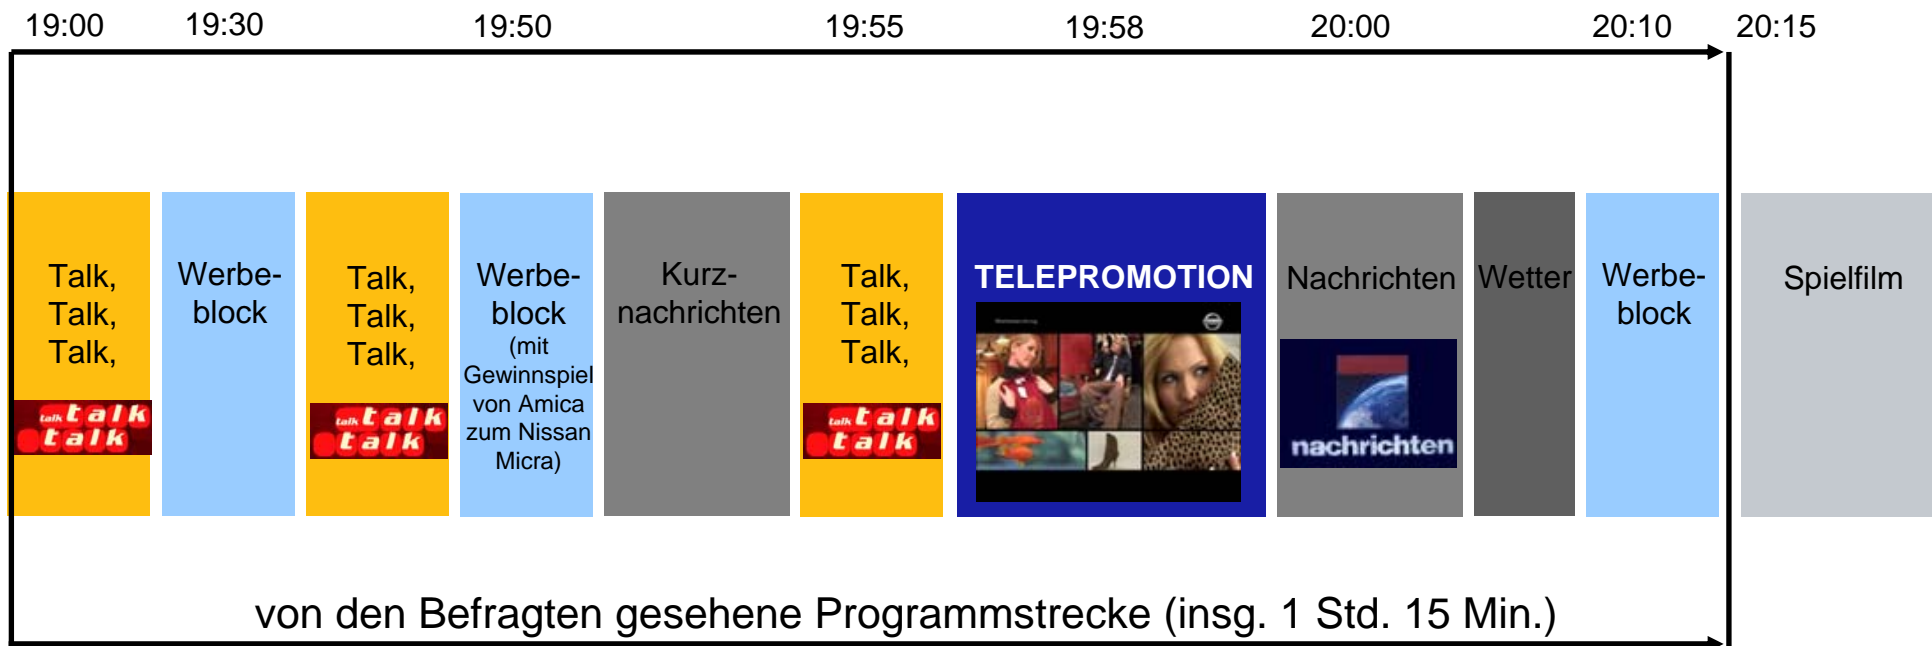 19:00 19:30 19:50 19:55 19:58 20:00 20:10 20:15
Talk,
Talk,
Talk,
talk talk
talk
Werbe-
block
Talk,
Talk,
Talk,
talk talk
talk
Werbe-
block
(mit
Gewinnspiel
von Amica
zum Nissan
Micra)
Kurz-
nachrichten
Talk,
Talk,
Talk,
talk talk
talk
TELEPROMOTION
Nachrichten
nachrichten
Wetter
Werbe-
block
Spielfilm
von den Befragten gesehene Programmstrecke (insg. 1 Std. 15 Min.)